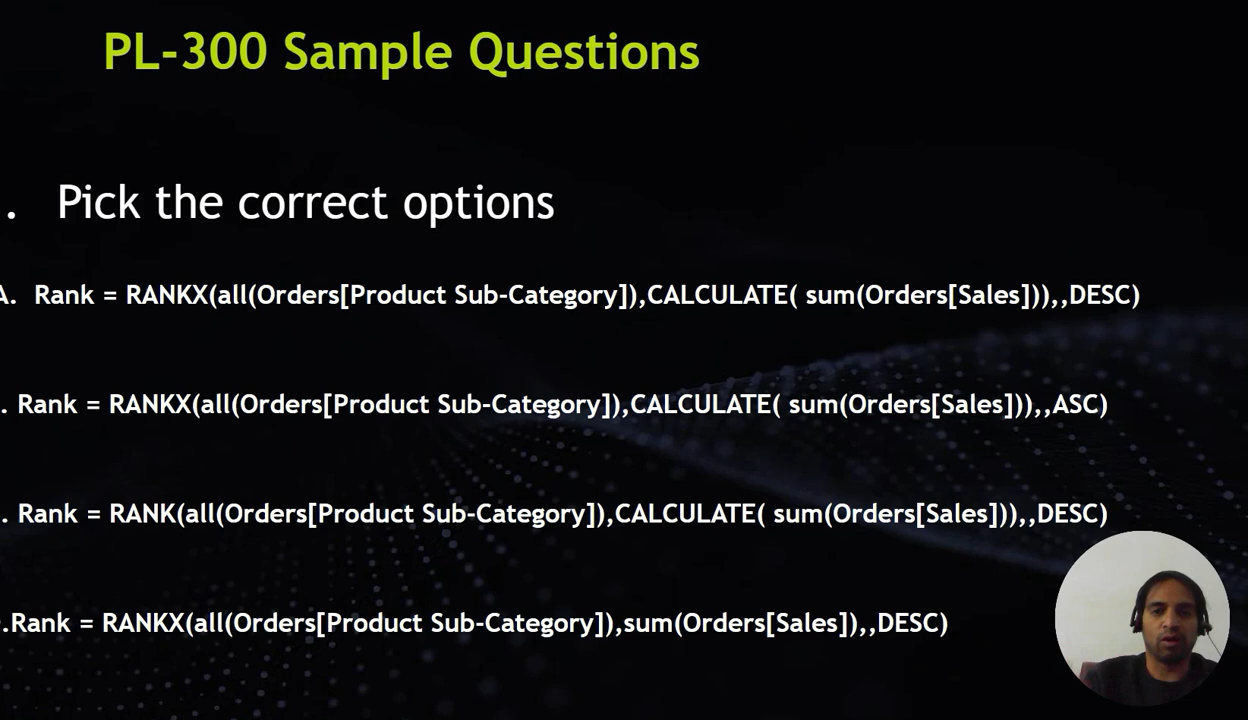 PL-300 Sample Questions
. Pick the correct options
A. Rank = RANKX(all(Orders[Product Sub-Category]),CALCULATE( sum(Orders[Sales])),,DESC)
. Rank = RANKX(all(Orders[Product Sub-Category]),CALCULATE( sum(Orders[Sales])),,ASC)
. Rank = RANK(all(Orders[Product Sub-Category]),CALCULATE( sum(Orders[Sales])),,DESC)
.Rank = RANKX(all(Orders[Product Sub-Category]),sum(Orders[Sales]),,DESC)